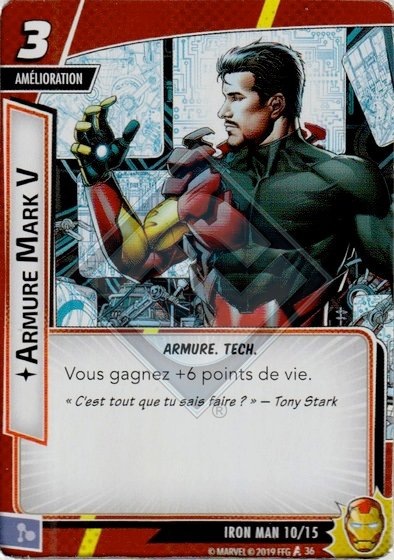 3
AMÉLIORATION
ARMURE MARK V
ARMURE. TECH.
Vous gagnez +6 points de vie.
« C'est tout que tu sais faire ? » — Tony Stark
®
IRON MAN 10/15
© MARVEL © 2019 FFG 36